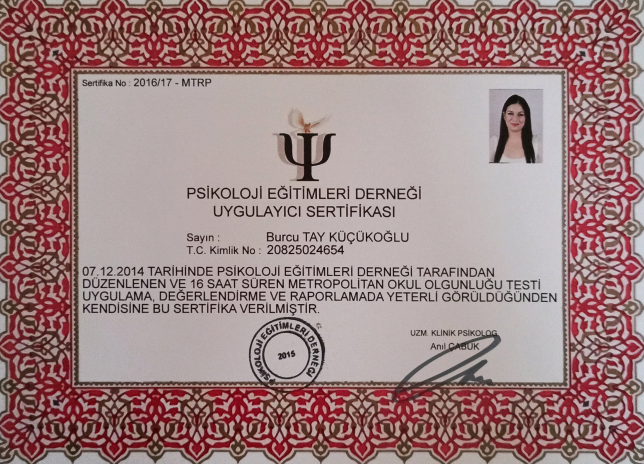 Sertifika No : 2016/17 - MTRP
PSİKOLOJİ EĞİTİMLERİ DERNEĞİ
UYGULAYICI SERTİFİKASI
Sayın : Burcu TAY KÜÇÜKOĞLU
T.C. Kimlik No : 20825024654
07.12.2014 TARİHİNDE PSİKOLOJİ EĞİTİMLERİ DERNEĞİ TARAFINDAN
DÜZENLENEN VE 16 SAAT SÜREN METROPOLİTAN OKUL OLGUNLUĞU TESTİ
UYGULAMA, DEĞERLENDİRME VE RAPORLAMADA YETERLİ GÖRÜLDÜĞÜNDEN
KENDİSİNE BU SERTİFİKA VERİLMİŞTİR.
UZM. KLİNİK PSİKOLOG
Anıl ÇABUK
PSİKOLOJİ EĞİTİMLERİ DERNEĞİ
2015